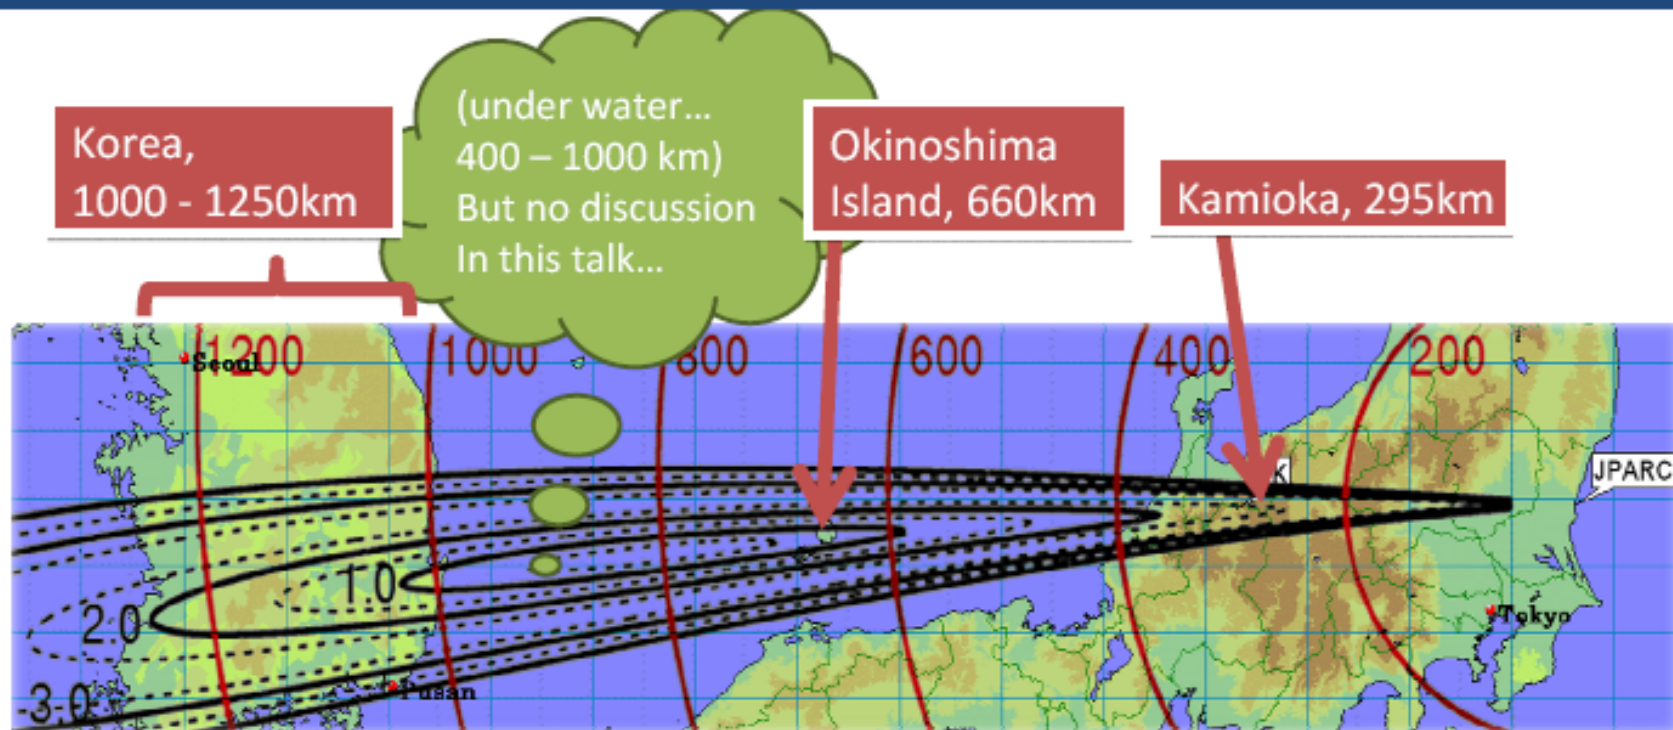 Korea,
1000 - 1250km
(under water...
400 – 1000 km)
But no discussion
In this talk...
Okinoshima
Island, 660km
Kamioka, 295km
1200
1000
800
600
400
200
Seoul
K
JPARC
1.0
2.0
Tokyo
Pusan
-3.0